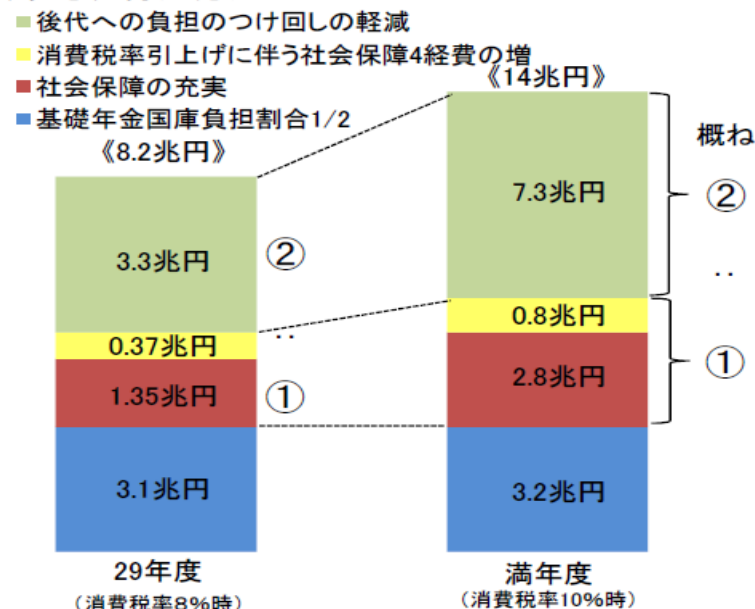 後代への負担のつけ回しの軽減
消費税率引上げに伴う社会保障4経費の増
社会保障の充実
基礎年金国庫負担割合1/2
《8.2兆円》
《14兆円》
概ね
3.3兆円
②
7.3兆円
②
‥
0.37兆円
‥
0.8兆円
1.35兆円
①
2.8兆円
①
3.1兆円
3.2兆円
29年度
(消費税率8%時)
満年度
(消費税率10%時)